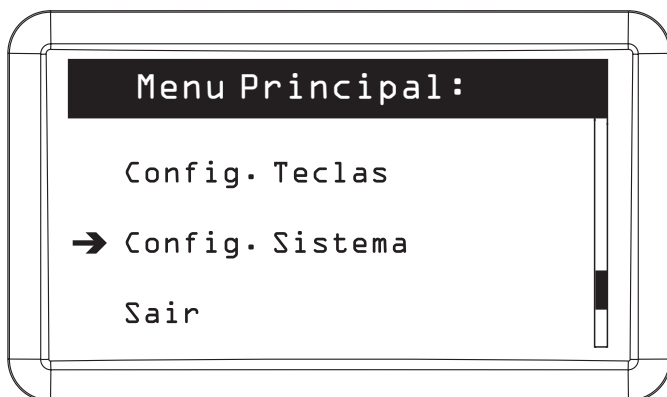 Menu Principal:
Config. Teclas
➔ Config. Sistema
Sair